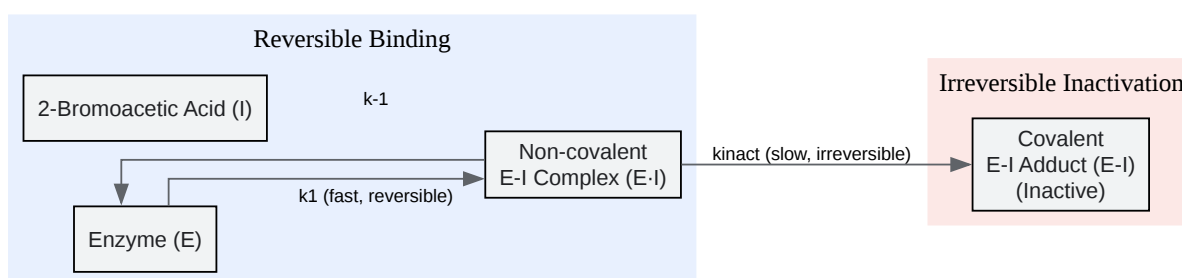 Reversible Binding
2-Bromoacetic Acid (I)
k-1
Non-covalent
E-I Complex (E·I)
k1 (fast, reversible)
Enzyme (E)
kinact (slow, irreversible)
Irreversible Inactivation
Covalent
E-I Adduct (E-I)
(Inactive)